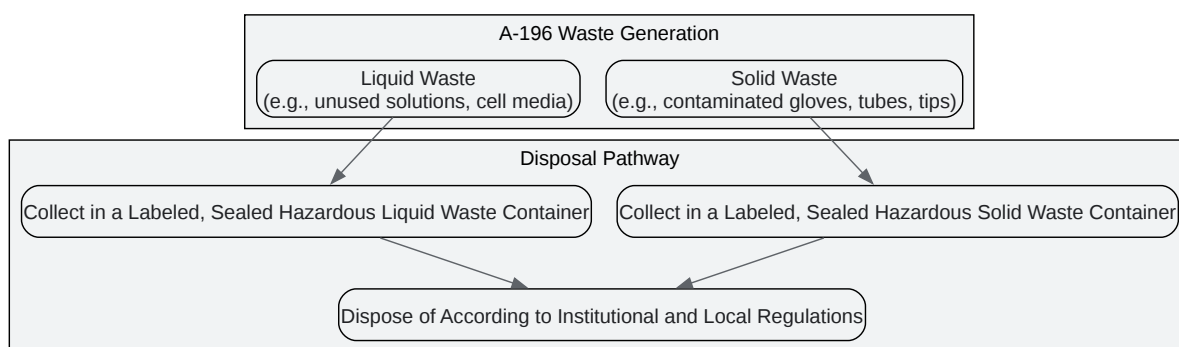 A-196 Waste Generation
Liquid Waste
(e.g., unused solutions, cell media)
Solid Waste
(e.g., contaminated gloves, tubes, tips)
Disposal Pathway
Collect in a Labeled, Sealed Hazardous Liquid Waste Container
Collect in a Labeled, Sealed Hazardous Solid Waste Container
Dispose of According to Institutional and Local Regulations